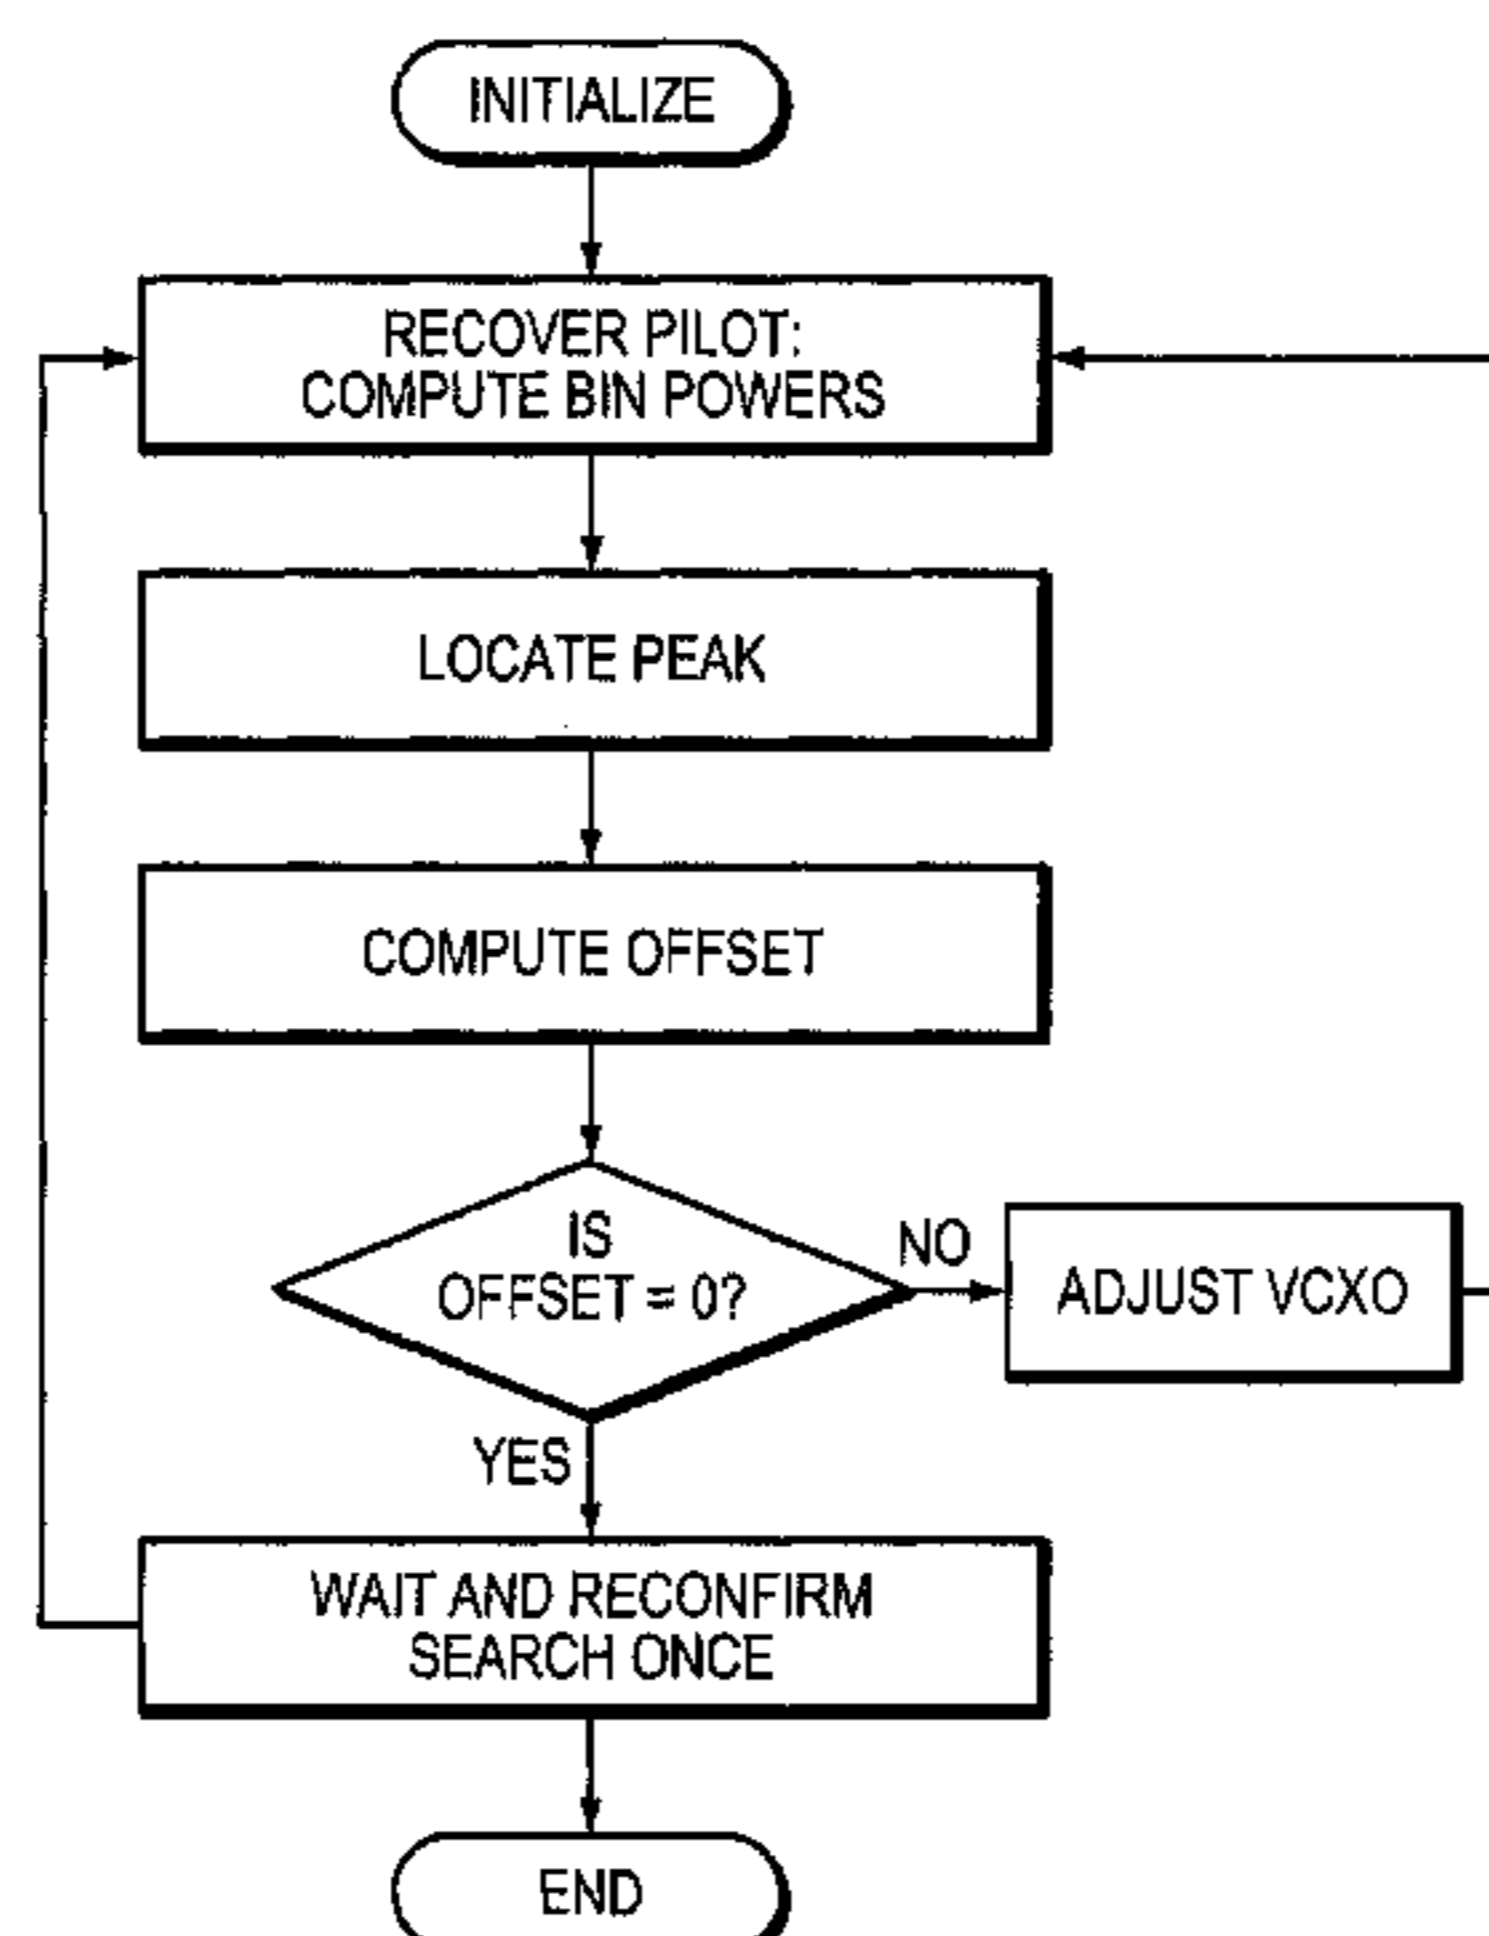 INITIALIZE
RECOVER PILOT:
COMPUTE BIN POWERS
LOCATE PEAK
COMPUTE OFFSET
IS
OFFSET = 0?
NO
ADJUST VCXO
YES
WAIT AND RECONFIRM
SEARCH ONCE
END